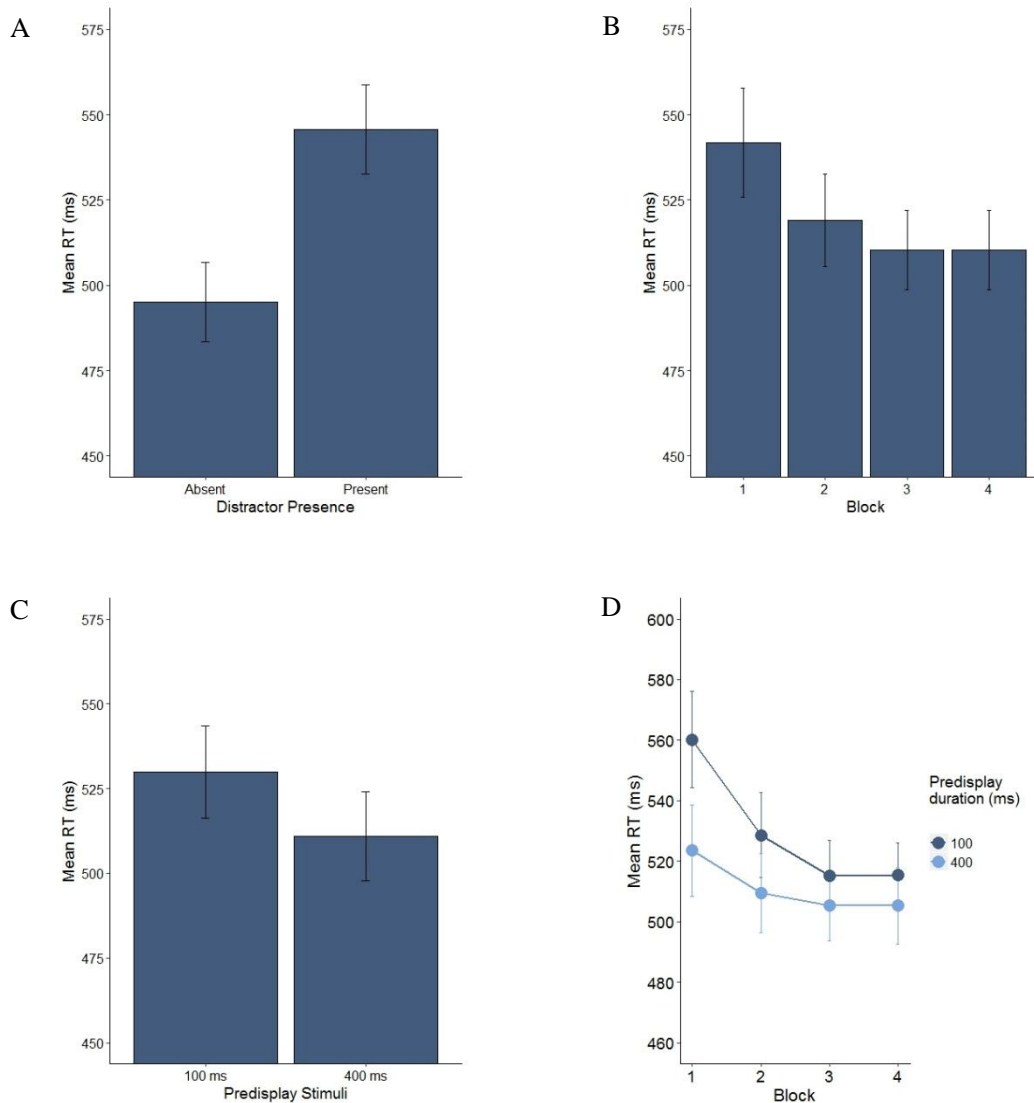 A
575
550
525
500
475
450
Mean RT (ms)
Absent
Present
Distractor Presence
B
575
550
525
500
475
450
Mean RT (ms)
1
2
3
4
Block
C
575
550
525
500
475
450
Mean RT (ms)
100 ms
400 ms
Predisplay Stimuli
D
600
580
560
540
520
500
480
460
Mean RT (ms)
1
2
3
4
Block
Predisplay
duration (ms)
100
400